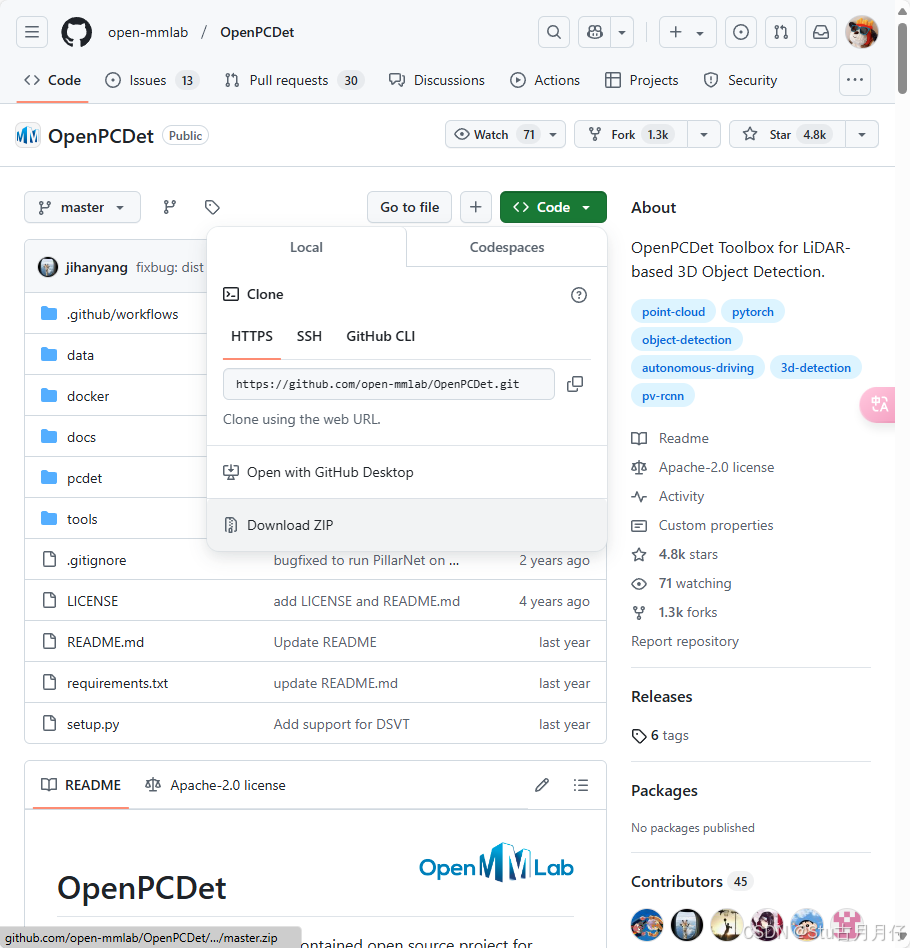 open-mmlab / OpenPCDet
Code Issues 13 Pull requests 30 Discussions Actions Projects Security
OpenPCDet Public Watch 71 Fork 1.3k Star 4.8k
master Go to file Code
Local Codespaces
jihanyang fixbug: dist
Clone
.github/workflows
HTTPS SSH GitHub CLI
data
https://github.com/open-mmlab/OpenPCDet.git
docker
Clone using the web URL.
docs
Open with GitHub Desktop
pcdet
tools
Download ZIP
.gitignore bugfixed to run PillarNet on ... 2 years ago
LICENSE add LICENSE and README.md 4 years ago
README.md Update README last year
requirements.txt update README.md last year
setup.py Add support for DSVT last year
README Apache-2.0 license
OpenMMLab
OpenPCDet
ontained open source project for
github.com/open-mmlab/OpenPCDet/.../master.zip
About
OpenPCDet Toolbox for LiDAR-
based 3D Object Detection.
point-cloud pytorch
object-detection
autonomous-driving 3d-detection
pv-rcnn
中A
Readme
Apache-2.0 license
Activity
Custom properties
4.8k stars
71 watching
1.3k forks
Report repository
Releases
6 tags
Packages
No packages published
Contributors 45